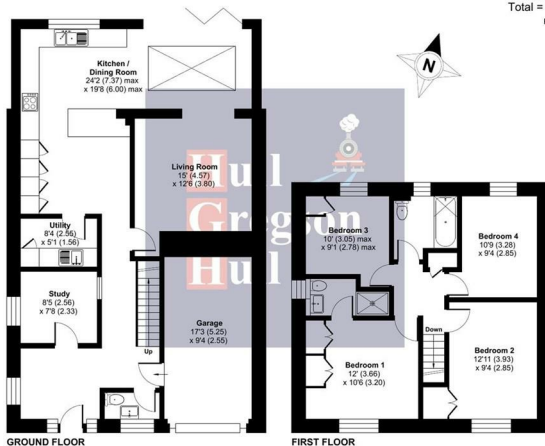 Total =
Kitchen /
Dining Room
24'2 (7.37) max
x 19'8 (6.00) max
N
Living Room
15' (4.57)
x 12'6 (3.80)
Hull
Gregson
Hull
Utility
8'4 (2.55)
x 5'1 (1.56)
Study
8'5 (2.56)
x 7'8 (2.33)
Garage
17'3 (5.25)
x 9'4 (2.55)
Up
GROUND FLOOR
Bedroom 3
10' (3.05) max
x 9'1 (2.78) max
Bedroom 4
10'9 (3.28)
x 9'4 (2.85)
Bedroom 1
12' (3.66)
x 10'6 (3.20)
Down
Bedroom 2
12'11 (3.93)
x 9'4 (2.85)
FIRST FLOOR